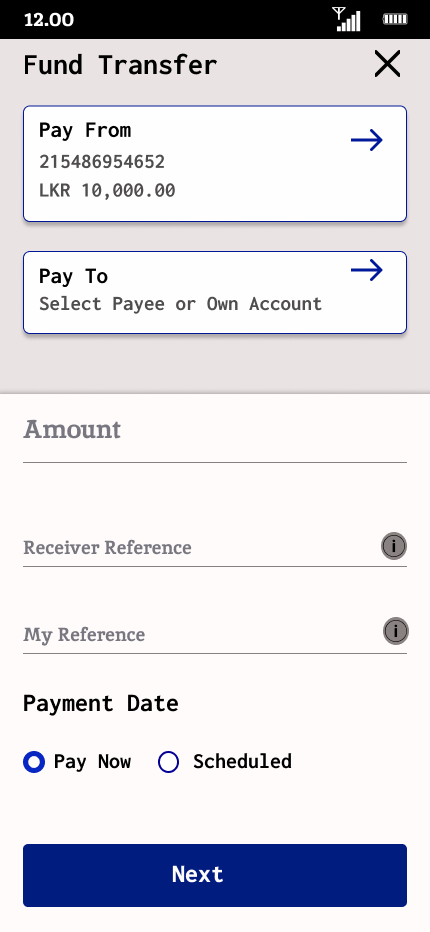 12.00
Fund Transfer
Pay From
215486954652
LKR 10,000.00
Pay To
Select Payee or Own Account
Amount
Receiver Reference
i
My Reference
i
Payment Date
Pay Now Scheduled
Next